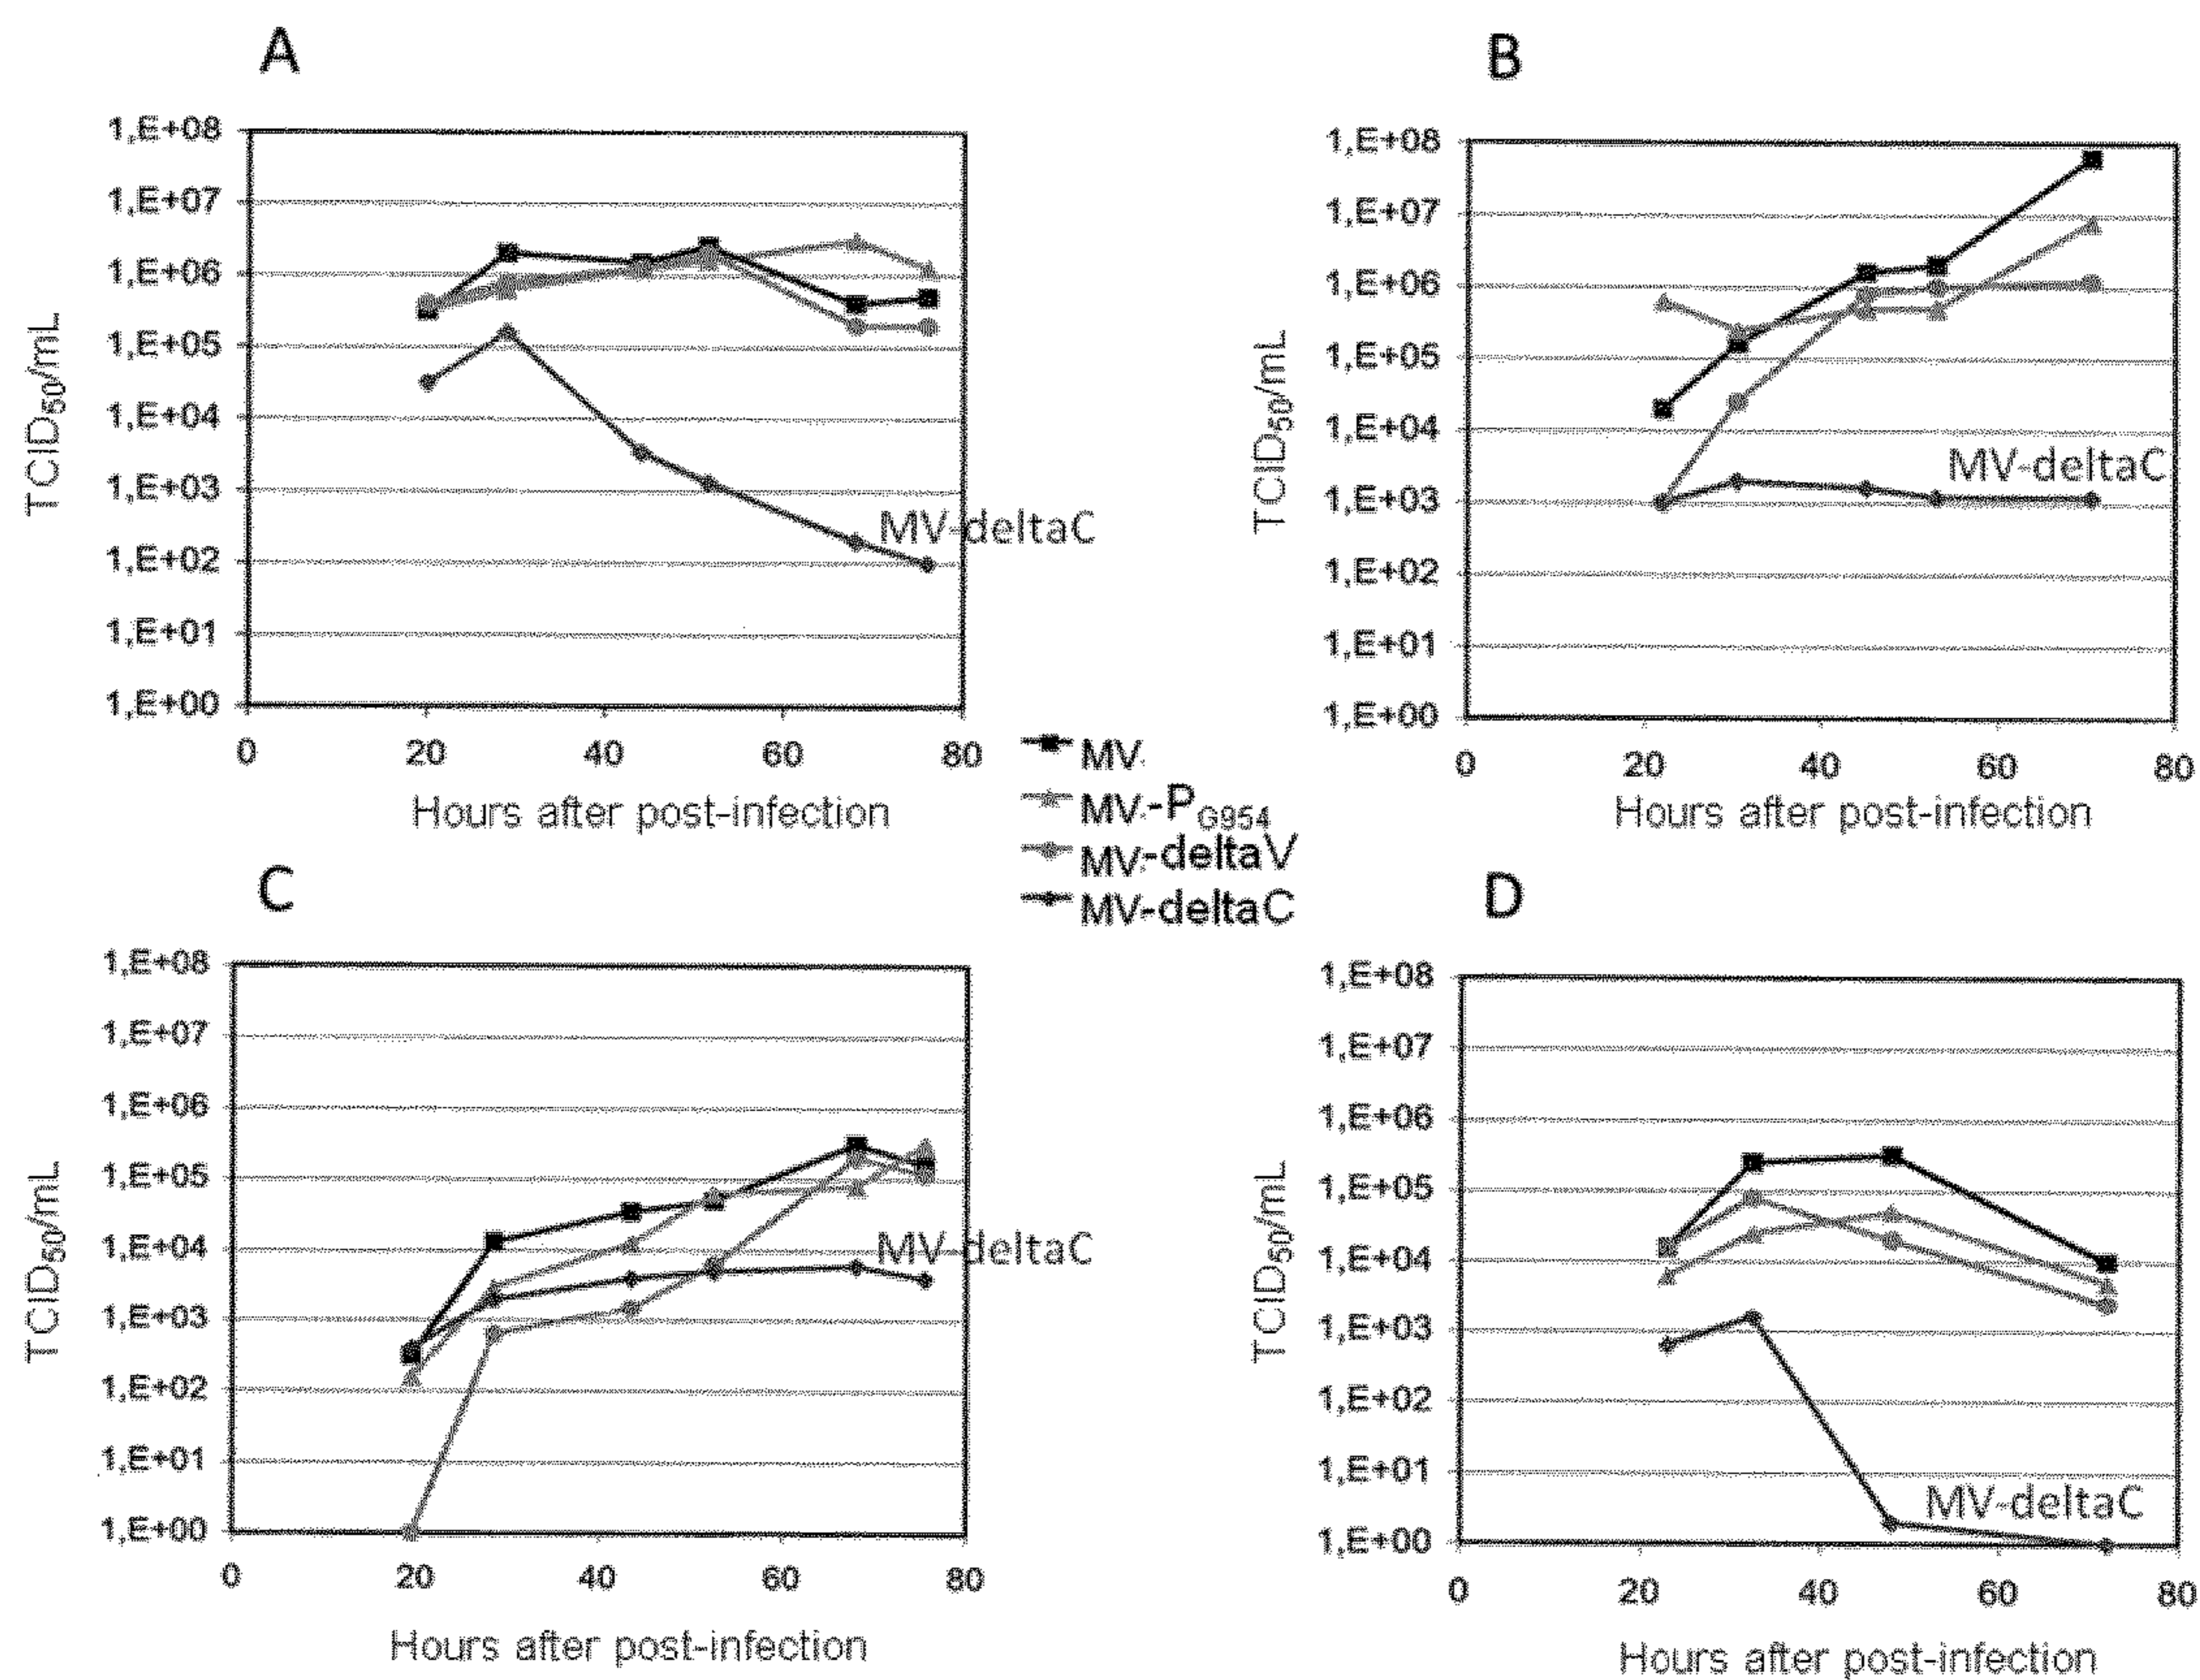 A
1,E+08
1,E+07
1,E+06
1,E+05
1,E+04
1,E+03
1,E+02
1,E+01
1,E+00
TCID50/mL
MV-deltaC
0 20 40 60 80
Hours after post-infection
B
1,E+08
1,E+07
1,E+06
1,E+05
1,E+04
1,E+03
1,E+02
1,E+01
1,E+00
TCID50/mL
MV-deltaC
0 20 40 60 80
Hours after post-infection
MV
MV-PG954
MV-deltaV
MV-deltaC
C
1,E+08
1,E+07
1,E+06
1,E+05
1,E+04
1,E+03
1,E+02
1,E+01
1,E+00
TCID50/mL
MV-deltaC
0 20 40 60 80
Hours after post-infection
D
1,E+08
1,E+07
1,E+06
1,E+05
1,E+04
1,E+03
1,E+02
1,E+01
1,E+00
TCID50/mL
MV-deltaC
0 20 40 60 80
Hours after post-infection